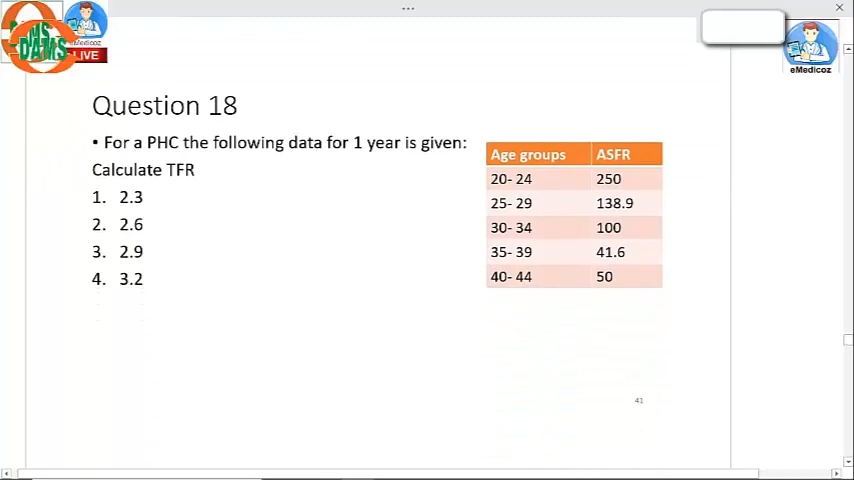 ...
AMS
DAMS
eMedicoz
LIVE
eMedicoz
Question 18
• For a PHC the following data for 1 year is given:
Calculate TFR
1. 2.3
2. 2.6
3. 2.9
4. 3.2
Age groups ASFR
20- 24 250
25- 29 138.9
30- 34 100
35- 39 41.6
40- 44 50
41